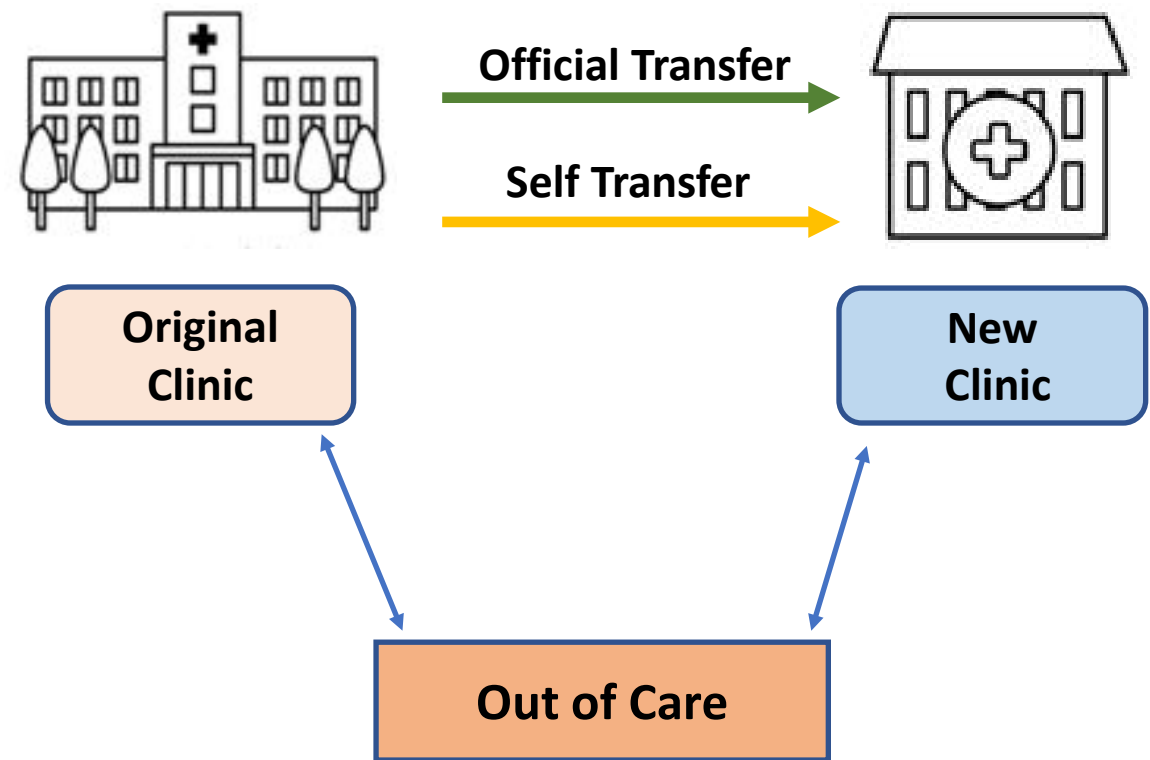 Official Transfer
Self Transfer
Original
Clinic
New
Clinic
Out of Care